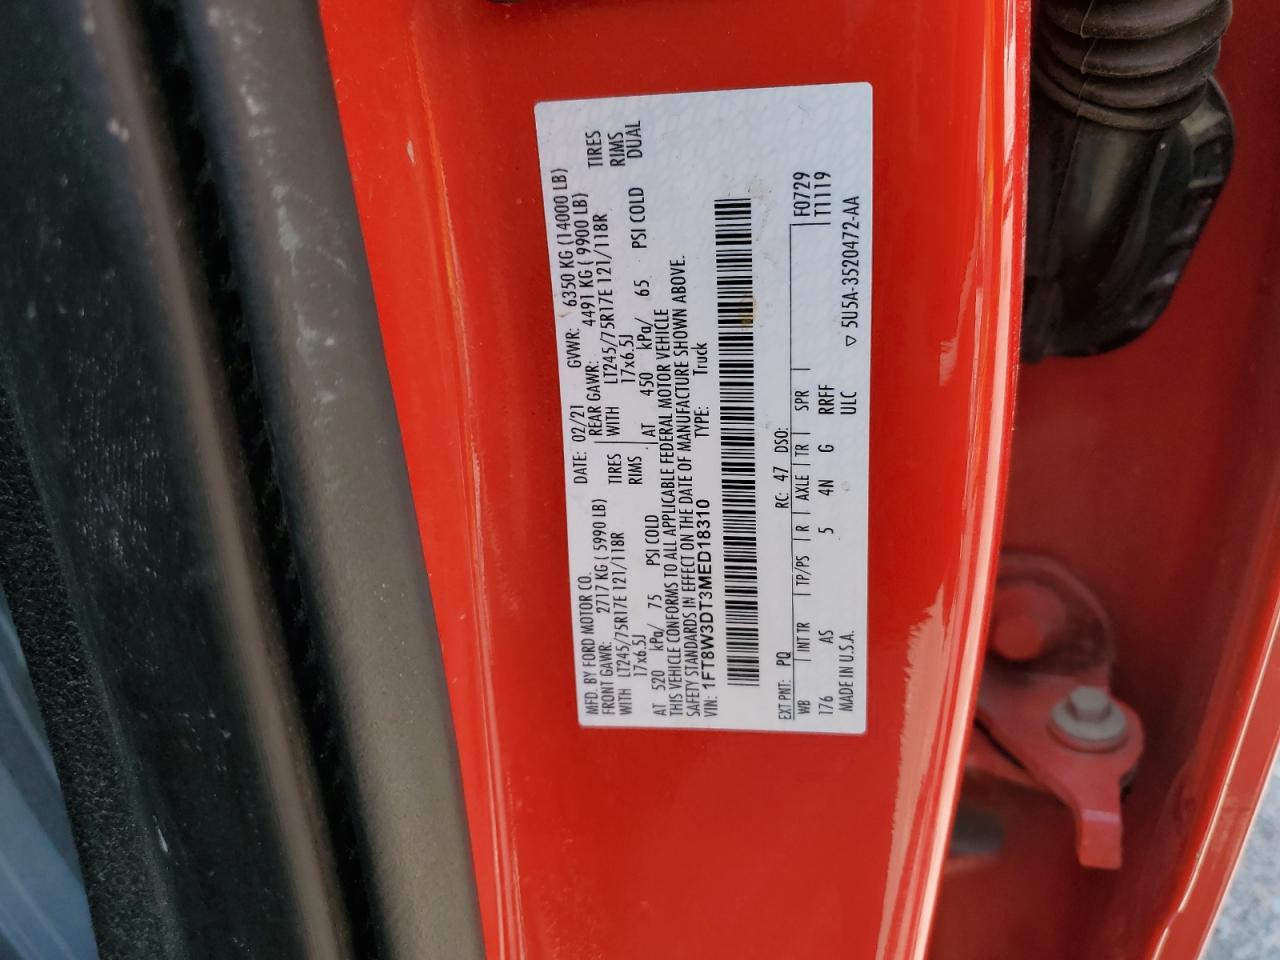 MFD. BY FORD MOTOR CO. DATE: 02/21 GVWR: 6350 KG (14000 LB)
FRONT GAWR: 2717 KG ( 5990 LB) REAR GAWR: 4491 KG ( 9900 LB)
WITH LT245/75R17E 121/118R TIRES WITH LT245/75R17E 121/118R TIRES
17x6.5J RIMS 17x6.5J RIMS
AT 520 kPa/ 75 PSI COLD AT 450 kPa/ 65 PSI COLD DUAL
THIS VEHICLE CONFORMS TO ALL APPLICABLE FEDERAL MOTOR VEHICLE
SAFETY STANDARDS IN EFFECT ON THE DATE OF MANUFACTURE SHOWN ABOVE.
VIN: 1FT8W3DT3MED18310 TYPE: Truck
EXT PNT: PQ RC: 47 DSO: F0729
WB INT TR TP/PS R AXLE TR SPR T1119
176 AS 5 4N G RRFF
MADE IN U.S.A. ULC ▽ 5U5A-3520472-AA